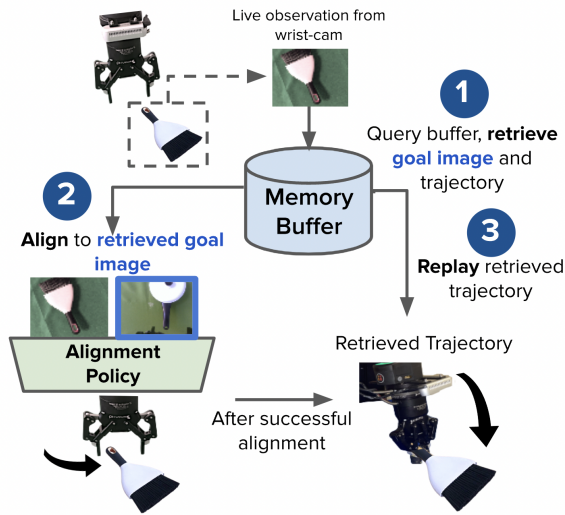 Live observation from
wrist-cam
1
Query buffer, retrieve
goal image and
trajectory
Memory
Buffer
2
Align to retrieved goal
image
3
Replay retrieved
trajectory
Alignment
Policy
Retrieved Trajectory
After successful
alignment